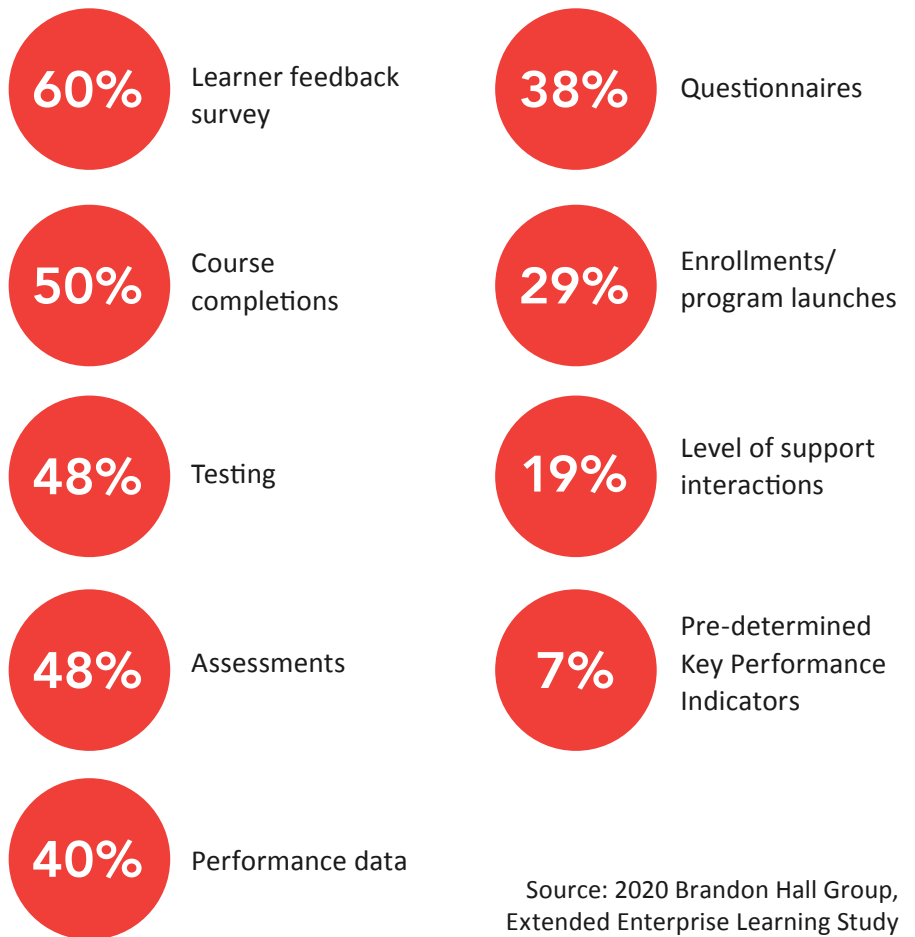 60%
Learner feedback
survey
50%
Course
completions
48%
Testing
48%
Assessments
40%
Performance data
38%
Questionnaires
29%
Enrollments/
program launches
19%
Level of support
interactions
7%
Pre-determined
Key Performance
Indicators
Source: 2020 Brandon Hall Group,
Extended Enterprise Learning Study